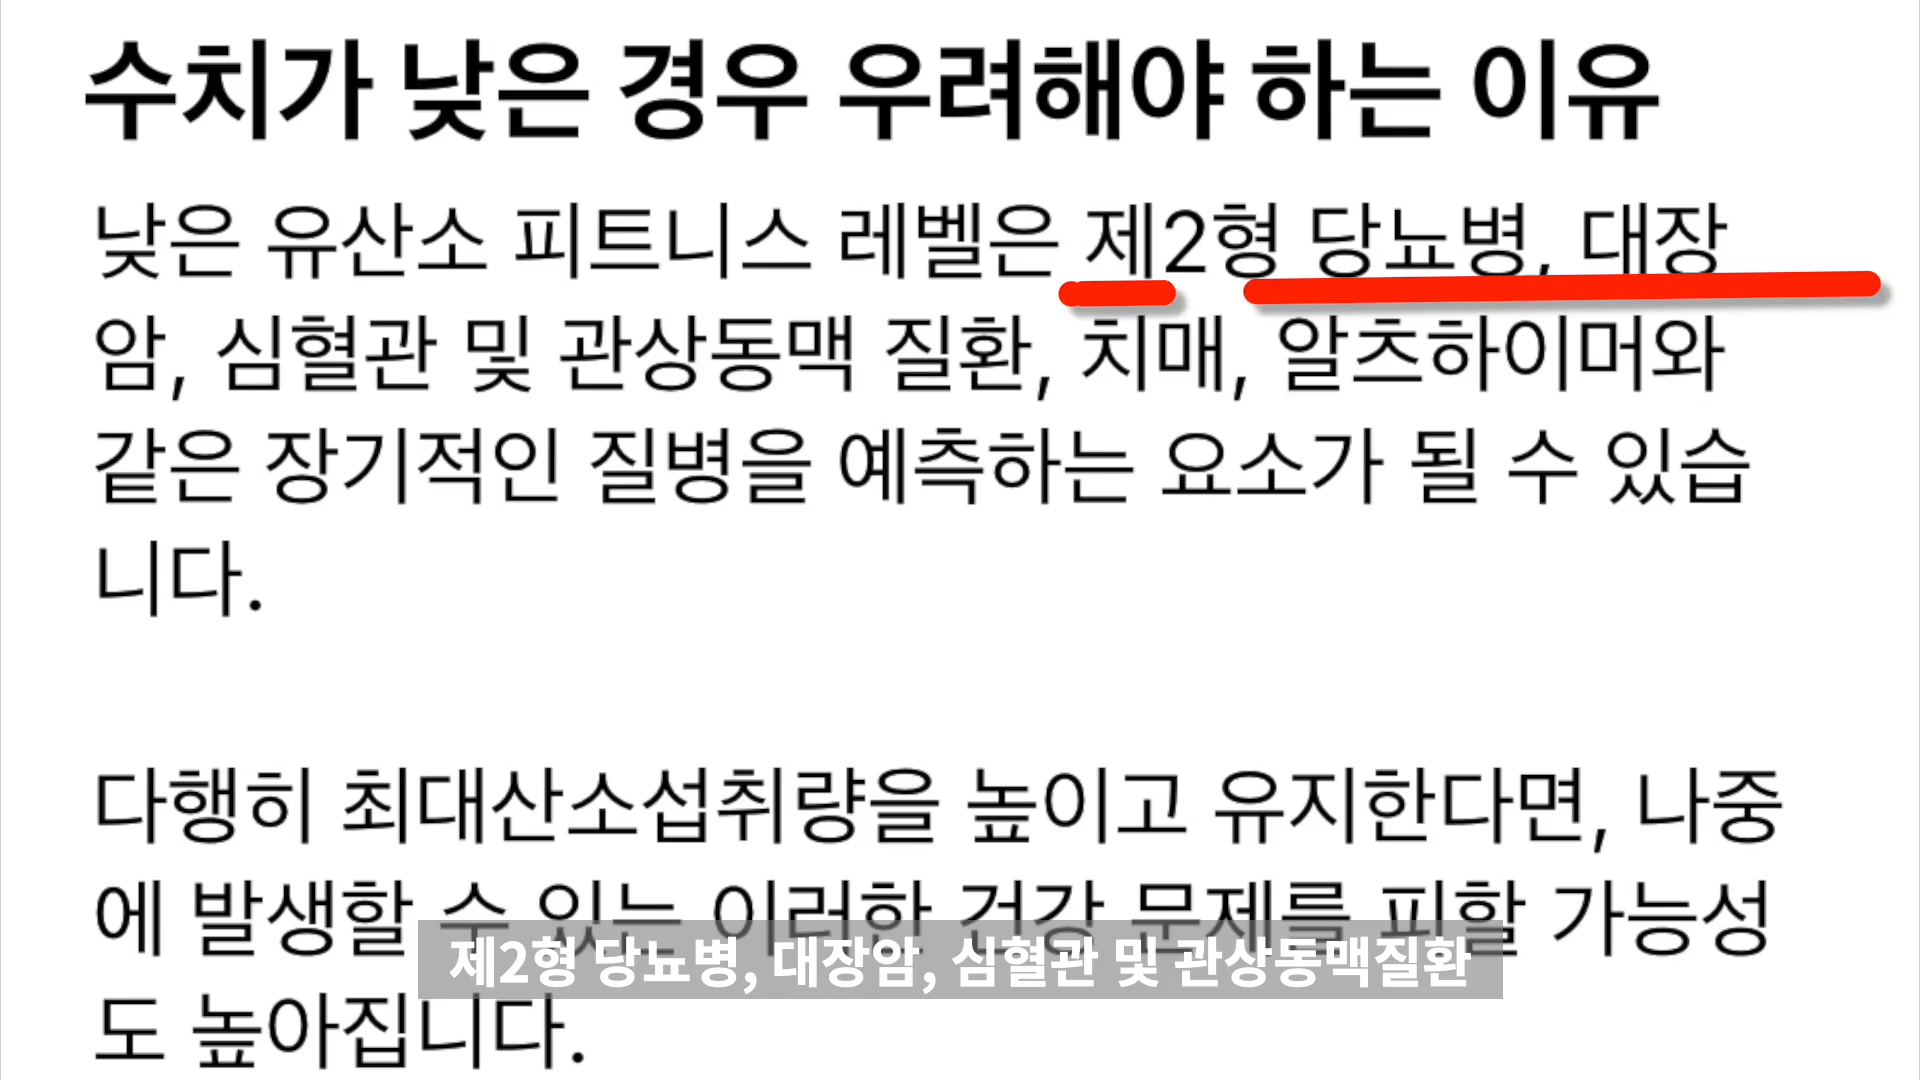 수치가 낮은 경우 우려해야 하는 이유
낮은 유산소 피트니스 레벨은 제2형 당뇨병, 대장
암, 심혈관 및 관상동맥 질환, 치매, 알츠하이머와
같은 장기적인 질병을 예측하는 요소가 될 수 있습
니다.
다행히 최대산소섭취량을 높이고 유지한다면, 나중
에 발생할 수 있는 이러한 건강 문제를 피할 가능성
제2형 당뇨병, 대장암, 심혈관 및 관상동맥질환
도 높아집니다.